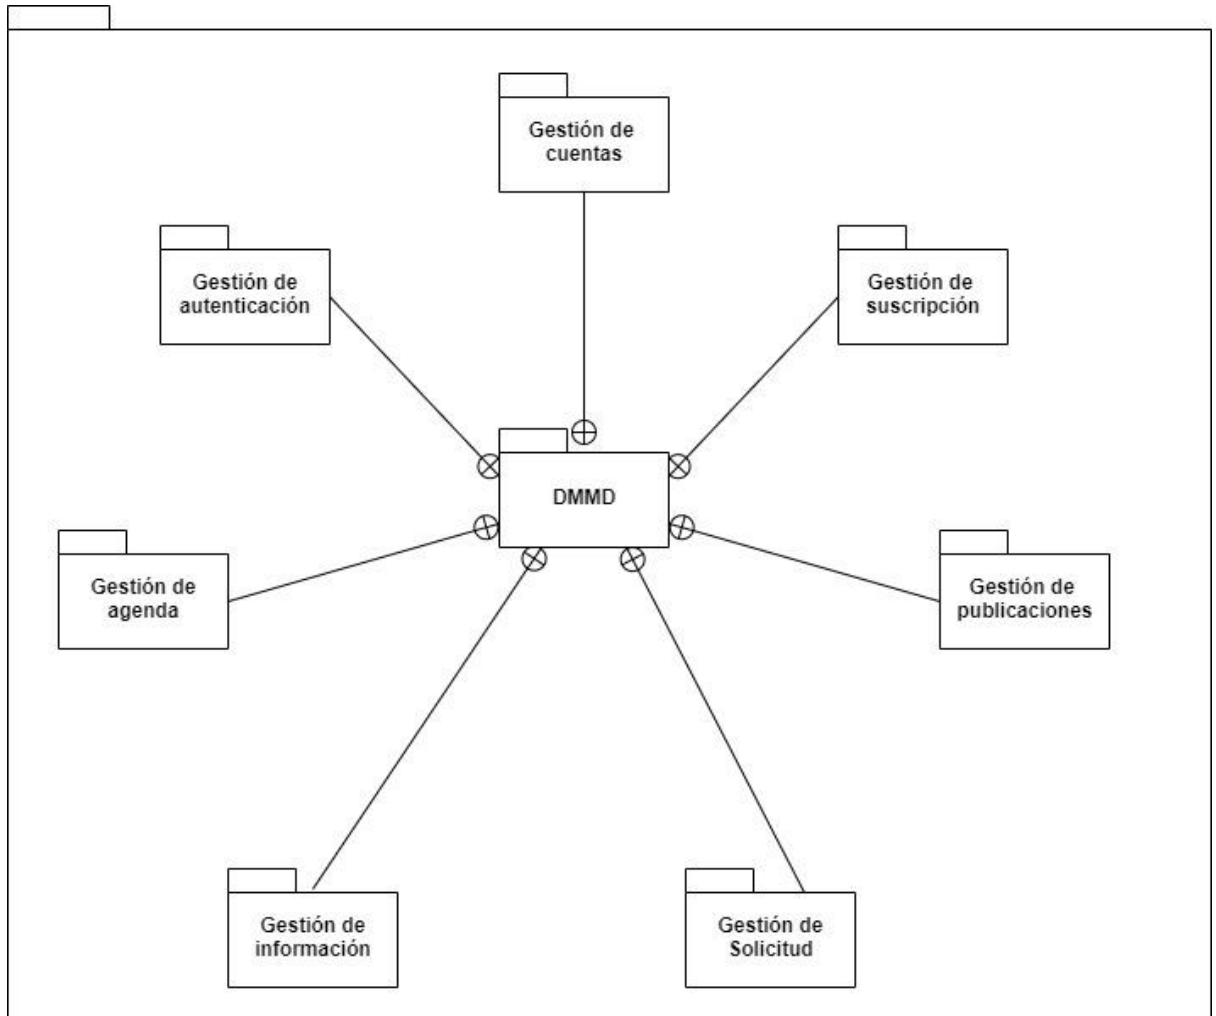 Gestión de
cuentas
Gestión de
autenticación
Gestión de
suscripción
DMMD
Gestión de
agenda
Gestión de
publicaciones
Gestión de
información
Gestión de
Solicitud